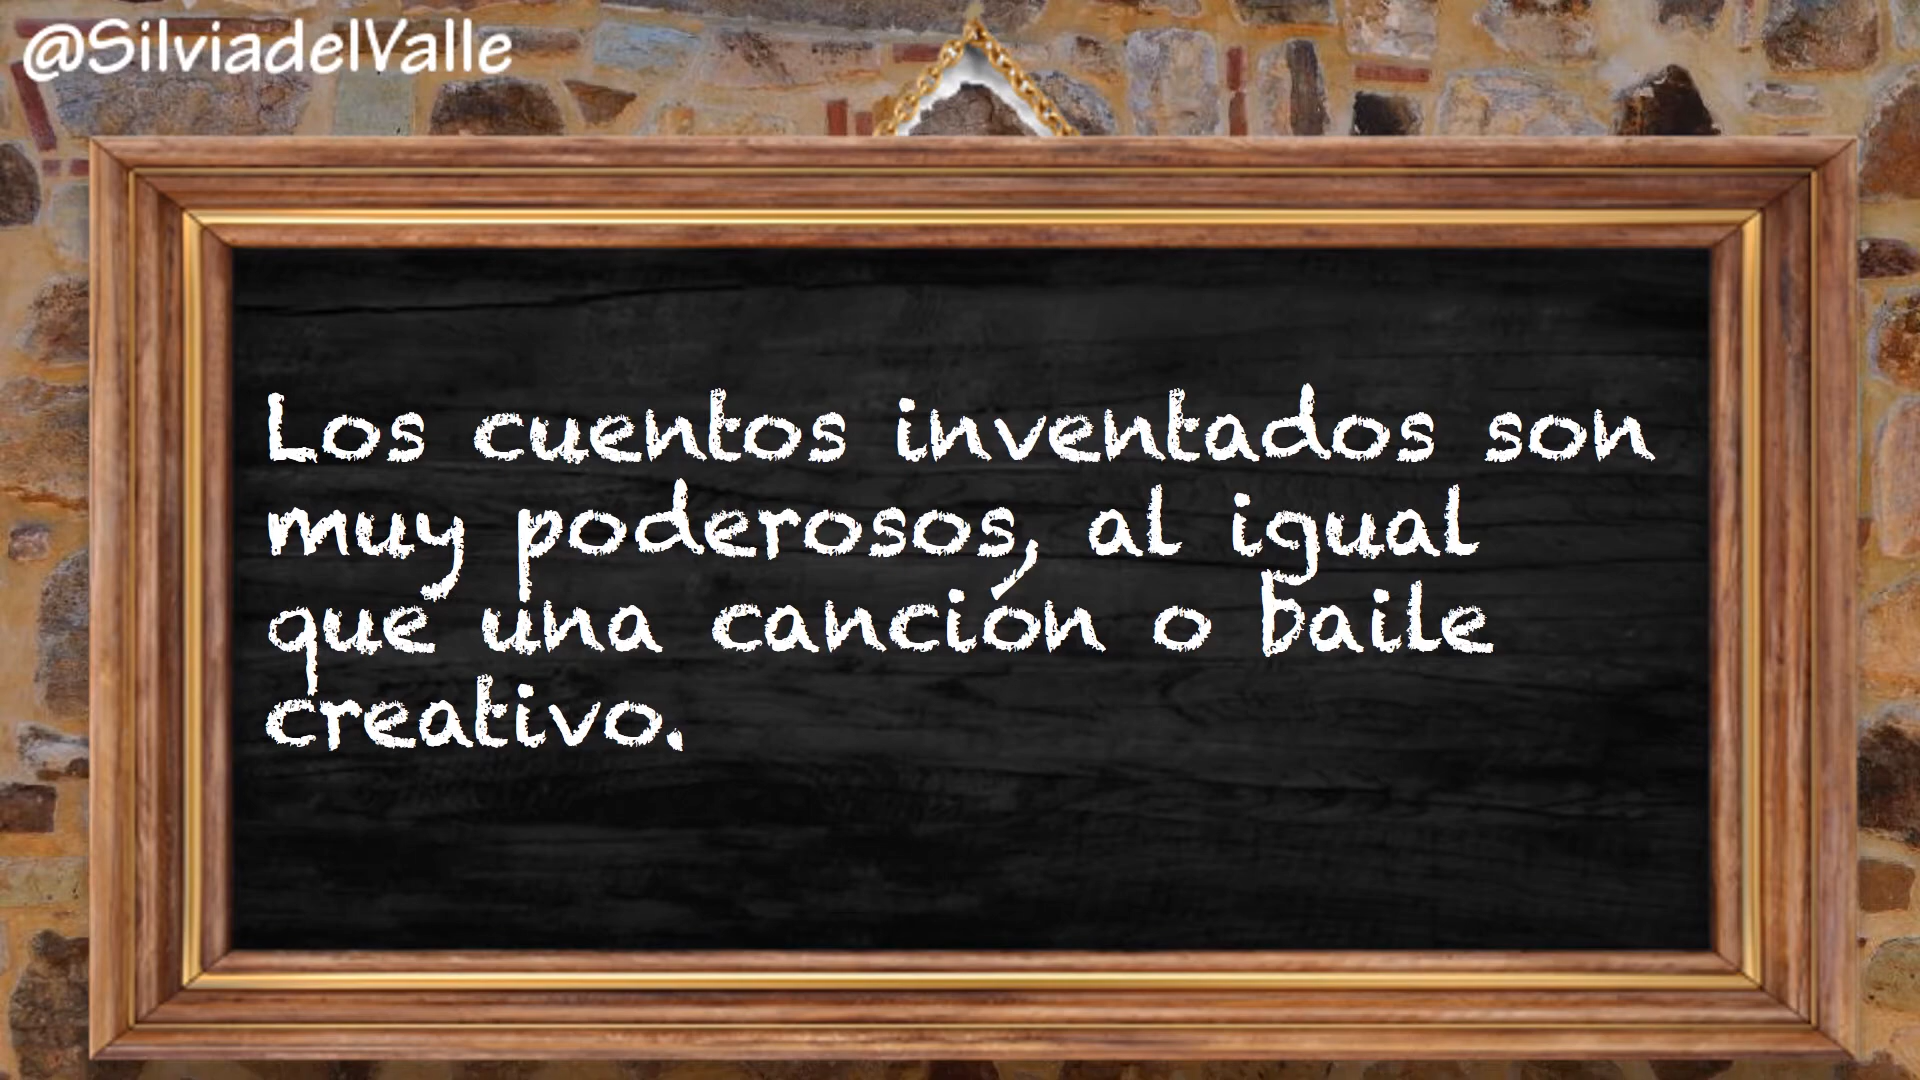 @SilviadelValle
Los cuentos inventados son
muy poderosos, al igual
que una canción o baile
creativo.